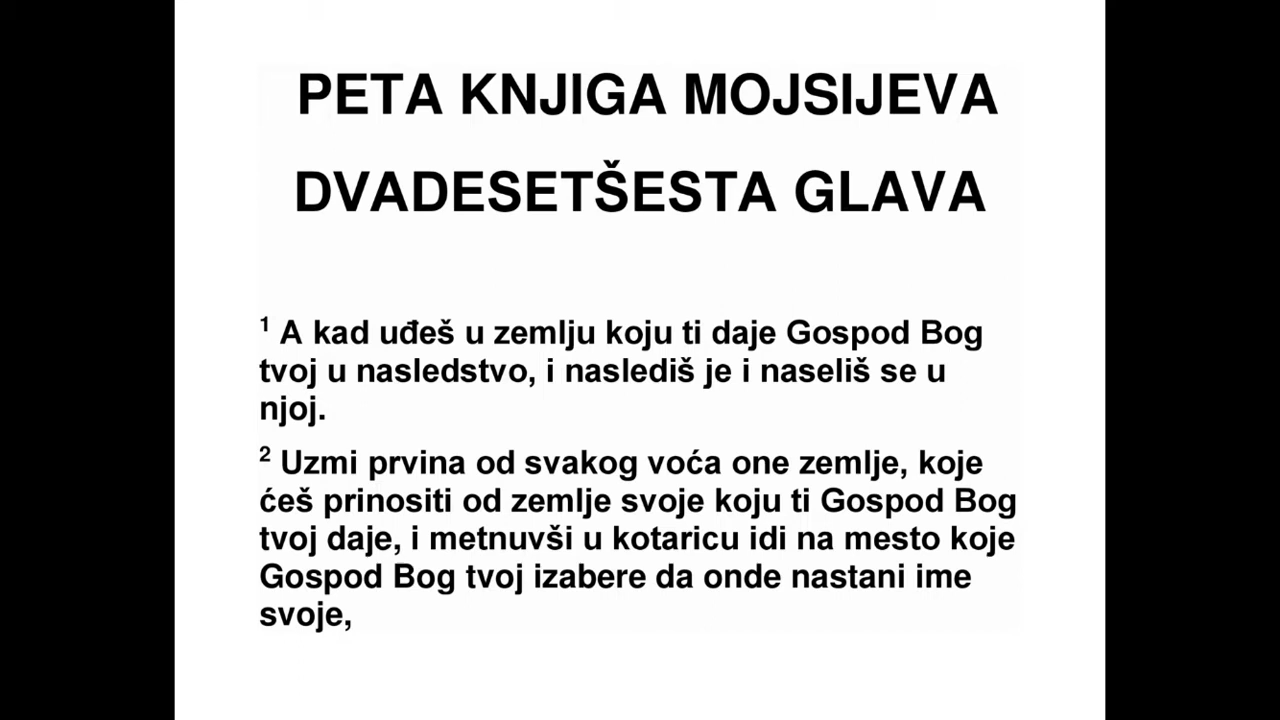 PETA KNJIGA MOJSIJEVA
DVADESETŠESTA GLAVA
1 A kad uđeš u zemlju koju ti daje Gospod Bog
tvoj u nasledstvo, i naslediš je i naseliš se u
njoj.
2 Uzmi prvina od svakog voća one zemlje, koje
ćeš prinositi od zemlje svoje koju ti Gospod Bog
tvoj daje, i metnuvši u kotaricu idi na mesto koje
Gospod Bog tvoj izabere da onde nastani ime
svoje,